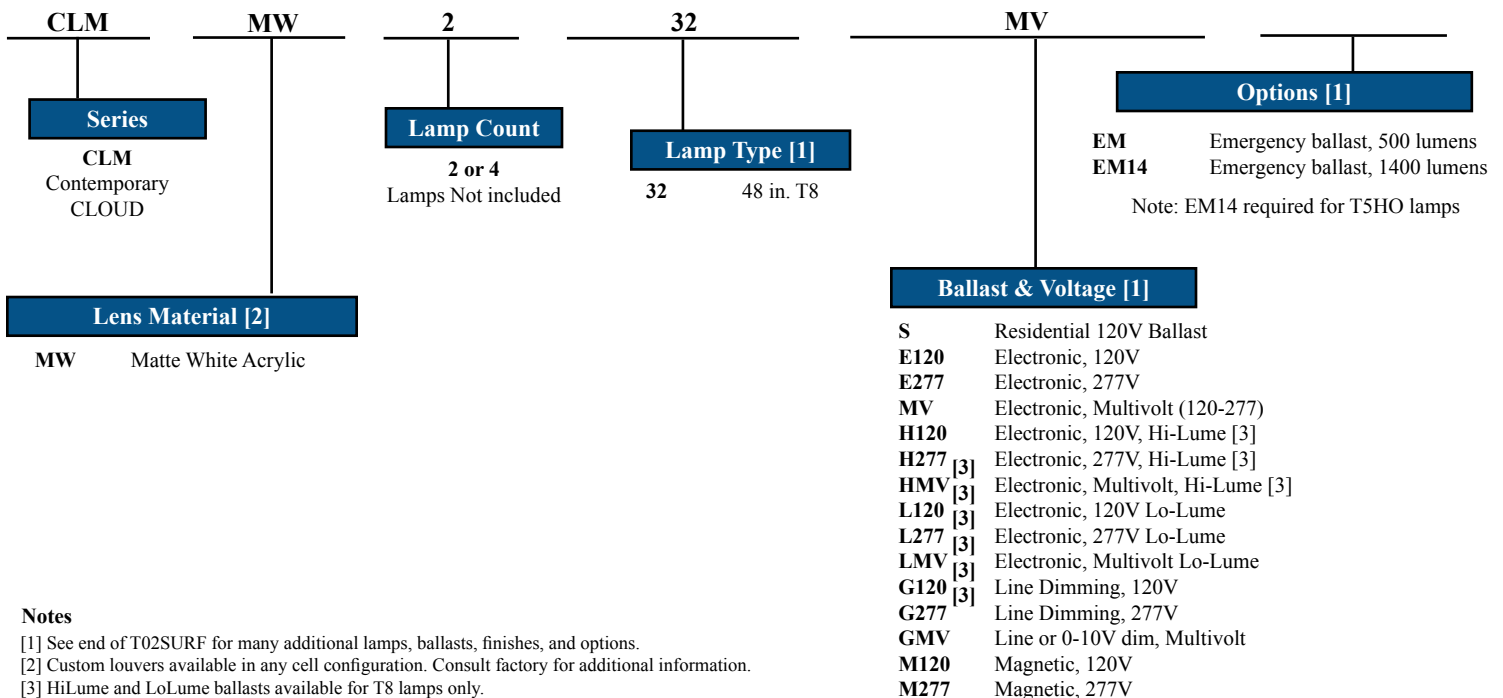 CLM MW 2 32 MV
Series
CLM
Contemporary
CLOUD
Lens Material [2]
MW Matte White Acrylic
Lamp Count
2 or 4
Lamps Not included
Lamp Type [1]
32 48 in. T8
Options [1]
EM Emergency ballast, 500 lumens
EM14 Emergency ballast, 1400 lumens
Note: EM14 required for T5HO lamps
Ballast & Voltage [1]
S Residential 120V Ballast
E120 Electronic, 120V
E277 Electronic, 277V
MV Electronic, Multivolt (120-277)
H120 Electronic, 120V, Hi-Lume [3]
H277 [3] Electronic, 277V, Hi-Lume [3]
HMV [3] Electronic, Multivolt, Hi-Lume [3]
L120 [3] Electronic, 120V Lo-Lume
L277 [3] Electronic, 277V Lo-Lume
LMV [3] Electronic, Multivolt Lo-Lume
G120 [3] Line Dimming, 120V
G277 Line Dimming, 277V
GMV Line or 0-10V dim, Multivolt
M120 Magnetic, 120V
M277 Magnetic, 277V
Notes
[1] See end of T02SURF for many additional lamps, ballasts, finishes, and options.
[2] Custom louvers available in any cell configuration. Consult factory for additional information.
[3] HiLume and LoLume ballasts available for T8 lamps only.